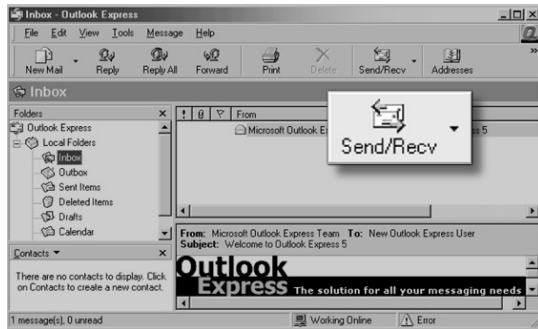 Inbox - Outlook Express
File Edit View Tools Message Help
New Mail Reply Reply All Forward Print Delete Send/Recv Addresses
Inbox
Folders
! From
Outlook Express
Microsoft Outlook E
5
Local Folders
Send/Recv
Inbox
Outbox
Sent Items
Deleted Items
Drafts
Calendar
From: Microsoft Outlook Express Team To: New Outlook Express User
Subject: Welcome to Outlook Express 5
Contacts
There are no contacts to display. Click
on Contacts to create a new contact.
Outlook
Express The solution for all your messaging needs
1 message(s), 0 unread Working Online Error